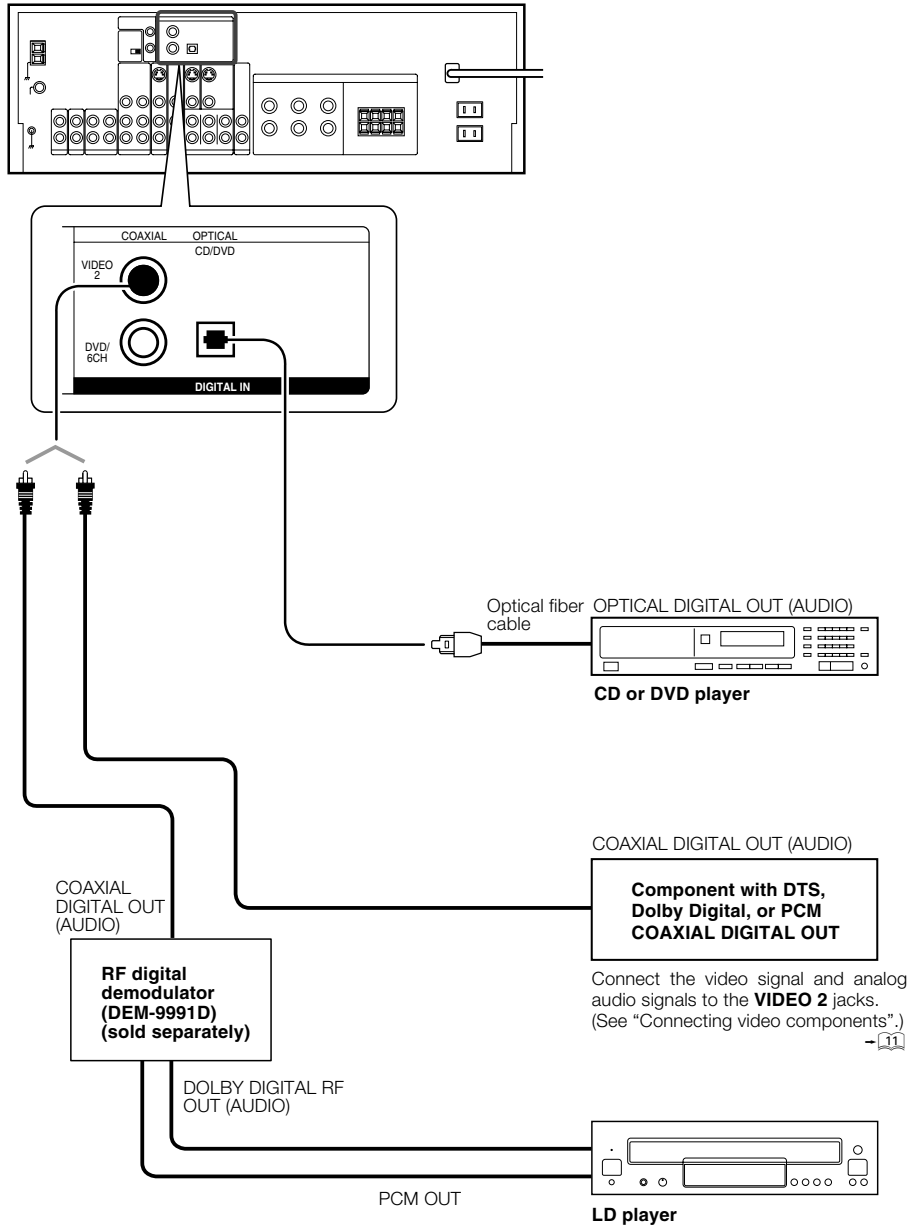 COAXIAL OPTICAL
CD/DVD
VIDEO
2
DVD/
6CH
DIGITAL IN
Optical fiber
cable
OPTICAL DIGITAL OUT (AUDIO)
CD or DVD player
COAXIAL DIGITAL OUT (AUDIO)
Component with DTS,
Dolby Digital, or PCM
COAXIAL DIGITAL OUT
Connect the video signal and analog
audio signals to the VIDEO 2 jacks.
(See “Connecting video components”.)
→ 11
COAXIAL
DIGITAL OUT
(AUDIO)
RF digital
demodulator
(DEM-9991D)
(sold separately)
DOLBY DIGITAL RF
OUT (AUDIO)
PCM OUT
LD player